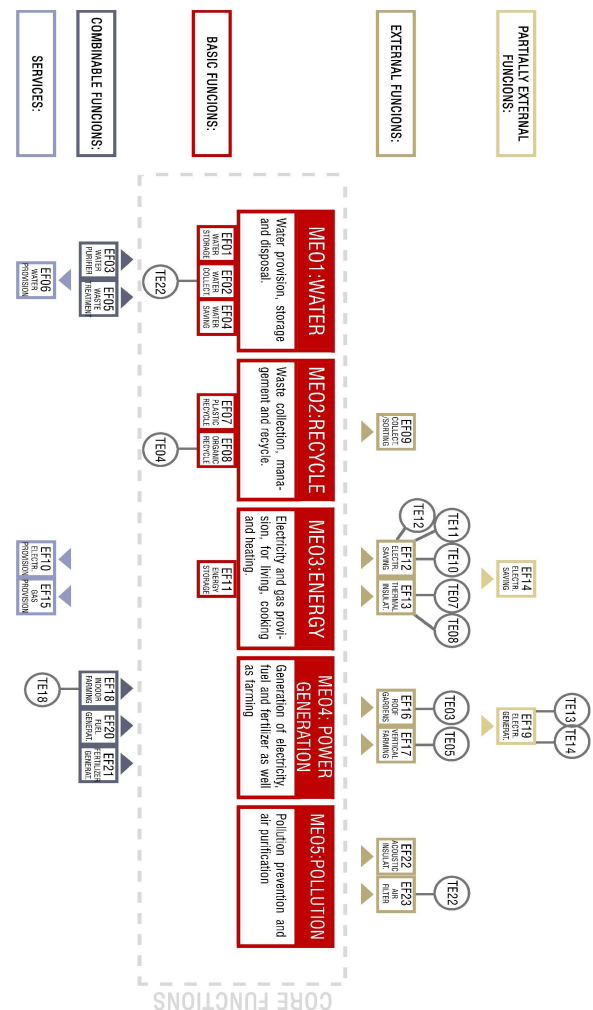 PARTIALLY EXTERNAL
FUNCIONS:
EF14
ELECTR.
SAVING
TE13
TE14
EF19
ELECTR.
GENERAT.
EXTERNAL FUNCIONS:
EF09
COLLECT.
/SORTING
TE12
TE11
TE10
TE07
TE08
EF12
ELECTR.
SAVING
EF13
THERMAL
INSULAT.
TE03
TE05
EF16
ROOF
GARDENS
EF17
VERTICAL
FARMING
TE22
EF22
ACOUSTIC
INSULAT.
EF23
AIR
FILTER
BASIC FUNCIONS:
MEO1:WATER
Water provision, storage
and disposal.
EF01
WATER
STORAGE
EF02
WATER
COLLECT.
EF04
WATER
SAVING
TE22
MEO2:RECYCLE
Waste collection, mana-
gement and recycle.
EF07
PLASTIC
RECYCLE
EF08
ORGANIC
RECYCLE
TE04
MEO3:ENERGY
Electricity and gas provi-
sion, for living, cooking
and heating.
EF11
ENERGY
STORAGE
MEO4: POWER
GENERATION
Generation of electricity,
fuel and fertilizer as well
as farming
MEO5:POLLUTION
Pollution prevention and
air purification
CORE FUNCTIONS
COMBINABLE FUNCIONS:
EF03
WATER
PURIFIER
EF05
WASTE
TREATMENT
EF18
INDOOR
FARMING
EF20
FUEL
GENERAT.
EF21
FERTILIZER
GENERAT.
TE18
SERVICES:
EF06
WATER
PROVISION
EF10
ELECTR.
PROVISION
EF15
GAS
PROVISION